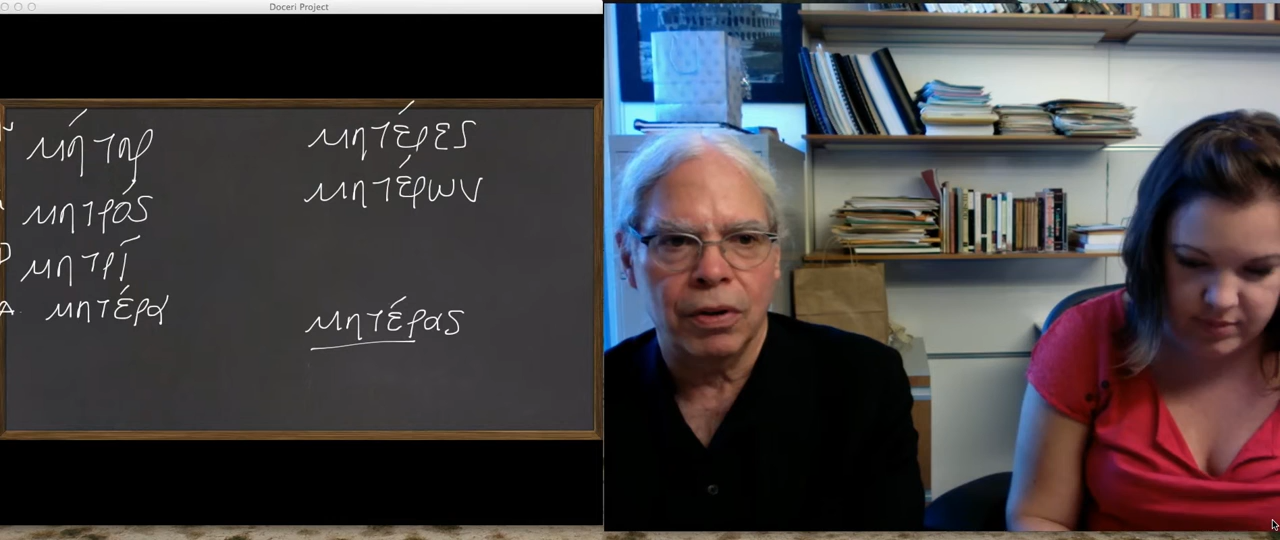 Doceri Project
μήτηρ μητέρες
μητρός μητέρων
μητρί
Α μητέρα μητέρας